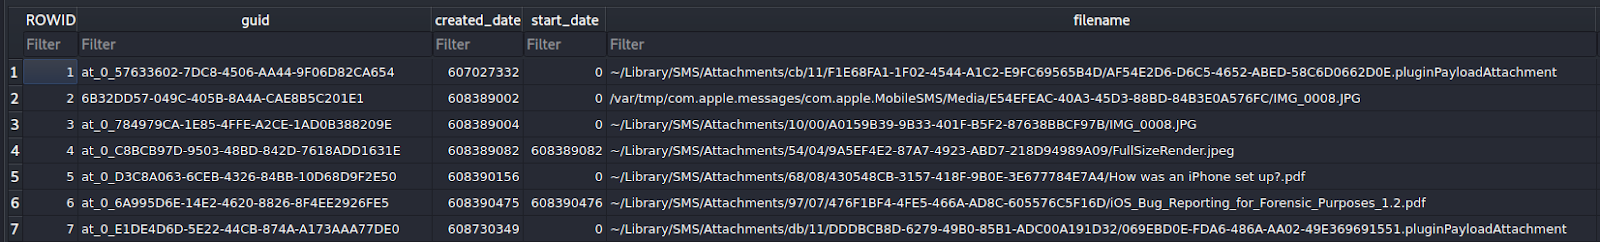 ROWID guid created_date start_date filename
Filter Filter Filter Filter Filter
1 1 at_0_57633602-7DC8-4506-AA44-9F06D82CA654 607027332 0 ~/Library/SMS/Attachments/cb/11/F1E68FA1-1F02-4544-A1C2-E9FC69565B4D/AF54E2D6-D6C5-4652-ABED-58C6D0662D0E.pluginPayloadAttachment
2 2 6B32DD57-049C-405B-8A4A-CAE8B5C201E1 608389002 0 /var/tmp/com.apple.messages/com.apple.MobileSMS/Media/E54EFEAC-40A3-45D3-88BD-84B3E0A576FC/IMG_0008.JPG
3 3 at_0_784979CA-1E85-4FFE-A2CE-1AD0B388209E 608389004 0 ~/Library/SMS/Attachments/10/00/A0159B39-9B33-401F-B5F2-87638BBCF97B/IMG_0008.JPG
4 4 at_0_C8BCB97D-9503-48BD-842D-7618ADD1631E 608389082 608389082 ~/Library/SMS/Attachments/54/04/9A5EF4E2-87A7-4923-ABD7-218D94989A09/FullSizeRender.jpeg
5 5 at_0_D3C8A063-6CEB-4326-84BB-10D68D9F2E50 608390156 0 ~/Library/SMS/Attachments/68/08/430548CB-3157-418F-9B0E-3E677784E7A4/How was an iPhone set up?.pdf
6 6 at_0_6A995D6E-14E2-4620-8826-8F4EE2926FE5 608390475 608390476 ~/Library/SMS/Attachments/97/07/476F1BF4-4FE5-466A-AD8C-605576C5F16D/iOS_Bug_Reporting_for_Forensic_Purposes_1.2.pdf
7 7 at_0_E1DE4D6D-5E22-44CB-874A-A173AAA77DE0 608730349 0 ~/Library/SMS/Attachments/db/11/DDDBCB8D-6279-49B0-85B1-ADC00A191D32/069EBD0E-FDA6-486A-AA02-49E369691551.pluginPayloadAttachment